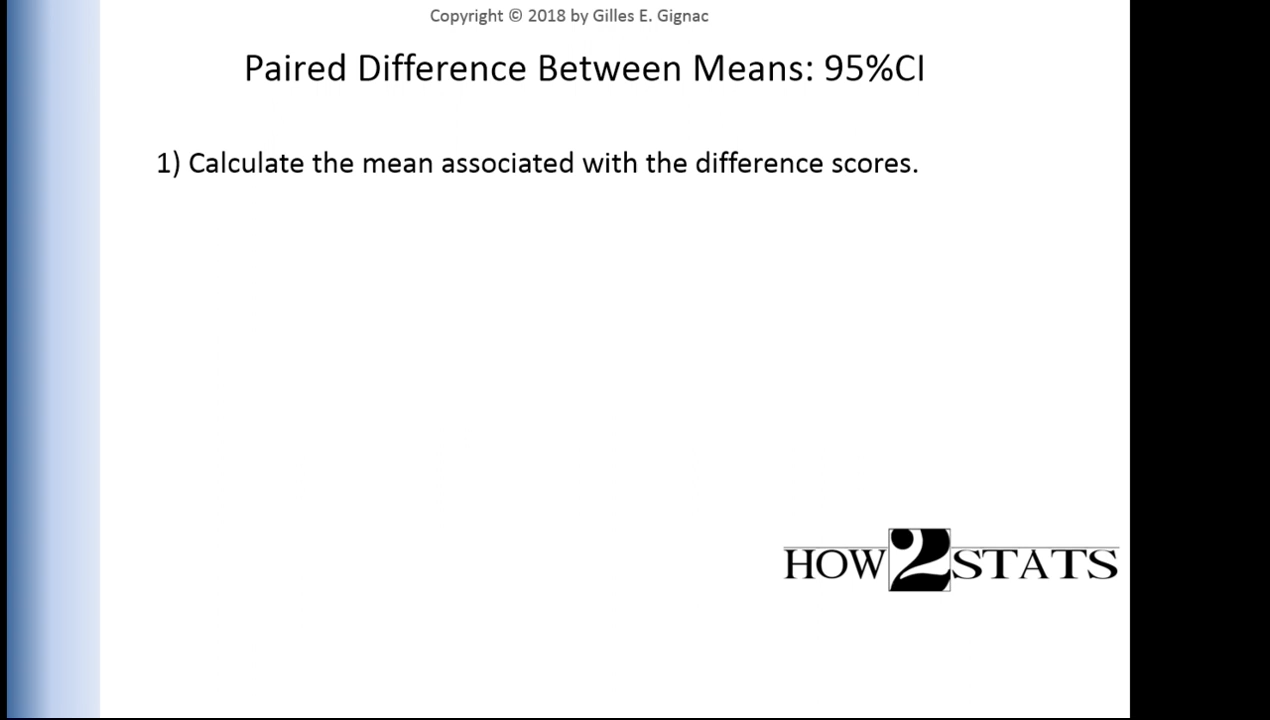 Copyright © 2018 by Gilles E. Gignac
Paired Difference Between Means: 95%CI
1) Calculate the mean associated with the difference scores.
HOW2STATS